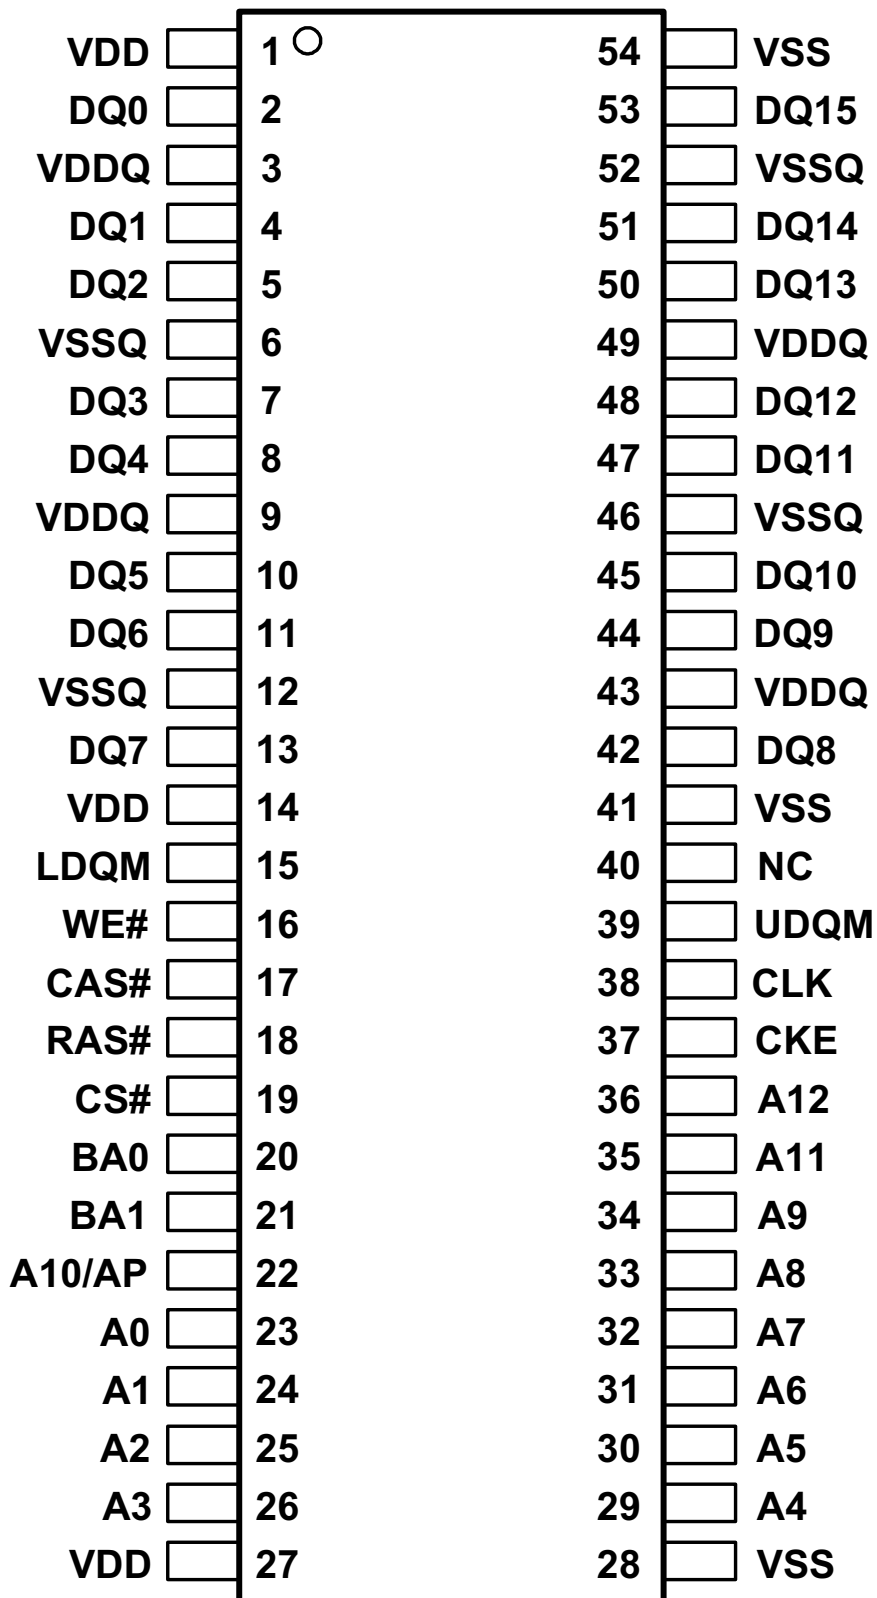 VDD 1 54 VSS
DQ0 2 53 DQ15
VDDQ 3 52 VSSQ
DQ1 4 51 DQ14
DQ2 5 50 DQ13
VSSQ 6 49 VDDQ
DQ3 7 48 DQ12
DQ4 8 47 DQ11
VDDQ 9 46 VSSQ
DQ5 10 45 DQ10
DQ6 11 44 DQ9
VSSQ 12 43 VDDQ
DQ7 13 42 DQ8
VDD 14 41 VSS
LDQM 15 40 NC
WE# 16 39 UDQM
CAS# 17 38 CLK
RAS# 18 37 CKE
CS# 19 36 A12
BA0 20 35 A11
BA1 21 34 A9
A10/AP 22 33 A8
A0 23 32 A7
A1 24 31 A6
A2 25 30 A5
A3 26 29 A4
VDD 27 28 VSS